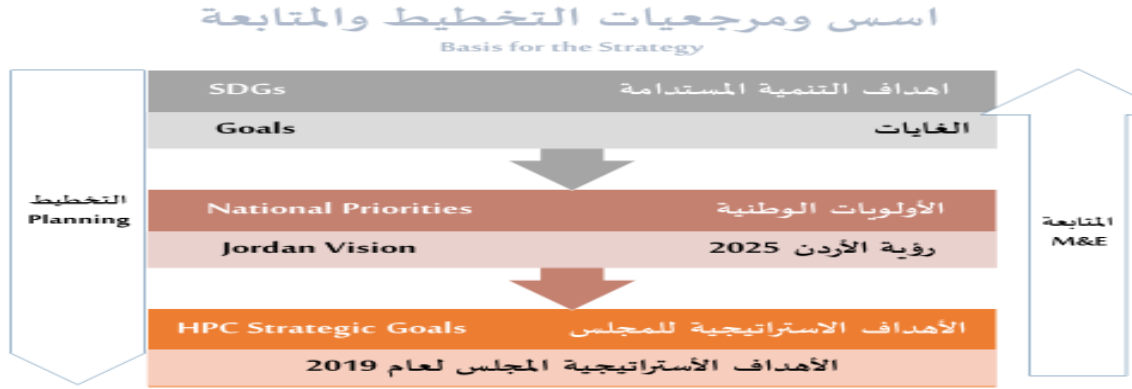 اسس ومرجعيات التخطيط والمتابعة
Basis for the Strategy
SDGs اهداف التنمية المستدامة
Goals الغايات
التخطيط
Planning
National Priorities الأولويات الوطنية
المتابعة
M&E
Jordan Vision رؤية الأردن 2025
HPC Strategic Goals الأهداف الاستراتيجية للمجلس
الأهداف الأستراتيجية المجلس لعام 2019